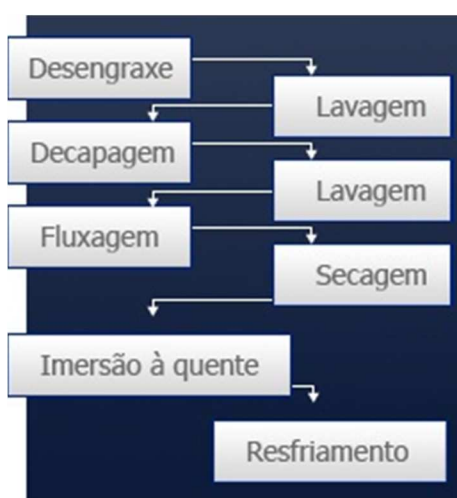 Desengraxe
Lavagem
Decapagem
Lavagem
Fluxagem
Secagem
Imersão à quente
Resfriamento